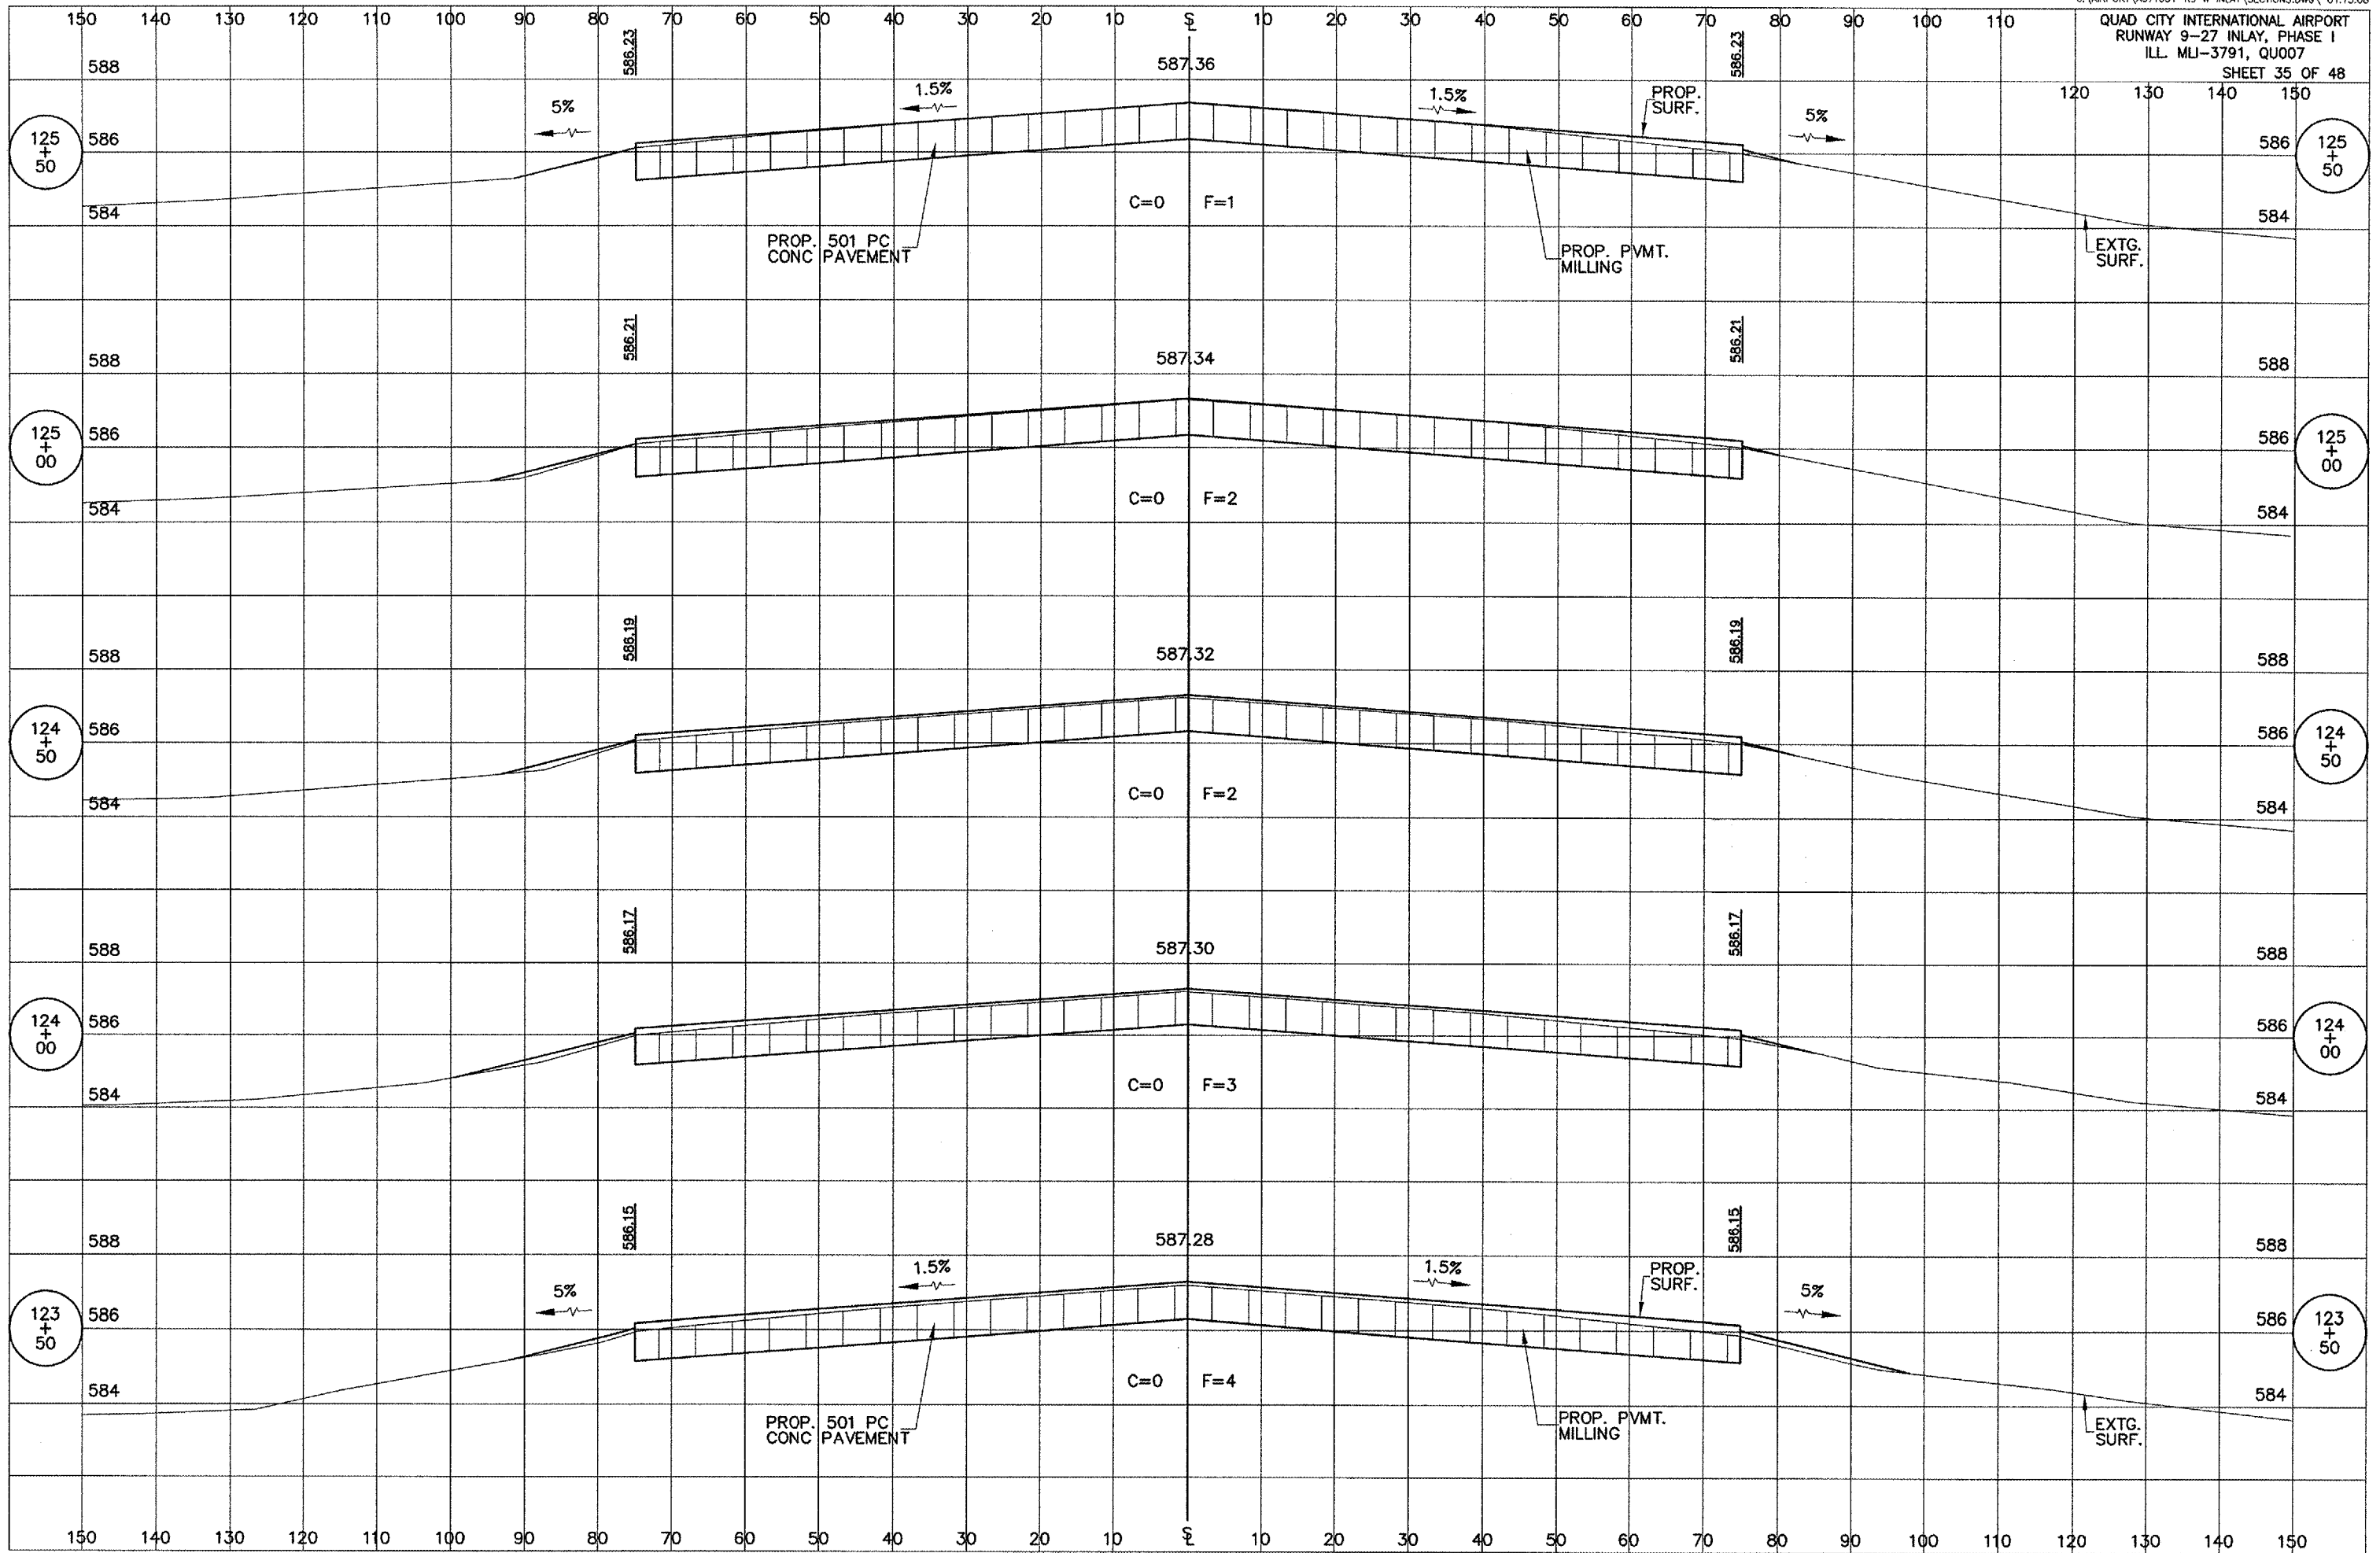 150 140 130 120 110 100 90 80 70 60 50 40 30 20 10 ℄ 10 20 30 40 50 60 70 80 90 100 110
QUAD CITY INTERNATIONAL AIRPORT
RUNWAY 9-27 INLAY, PHASE I
ILL. MLI-3791, QU007
SHEET 35 OF 48
120 130 140 150
586.23 587.36 586.23
588
5% 1.5% 1.5% PROP. SURF. 5%
125+50 586 586 125+50
584 C=0 F=1 584
PROP. 501 PC
CONC PAVEMENT
PROP. PVMT.
MILLING
EXTG.
SURF.
586.21 587.34 586.21
588 588
125+00 586 586 125+00
584 C=0 F=2 584
586.19 587.32 586.19
588 588
124+50 586 586 124+50
584 C=0 F=2 584
586.17 587.30 586.17
588 588
124+00 586 586 124+00
584 C=0 F=3 584
586.15 587.28 586.15
588 588
5% 1.5% 1.5% PROP. SURF. 5%
123+50 586 586 123+50
584 C=0 F=4 584
PROP. 501 PC
CONC PAVEMENT
PROP. PVMT.
MILLING
EXTG.
SURF.
150 140 130 120 110 100 90 80 70 60 50 40 30 20 10 ℄ 10 20 30 40 50 60 70 80 90 100 110 120 130 140 150